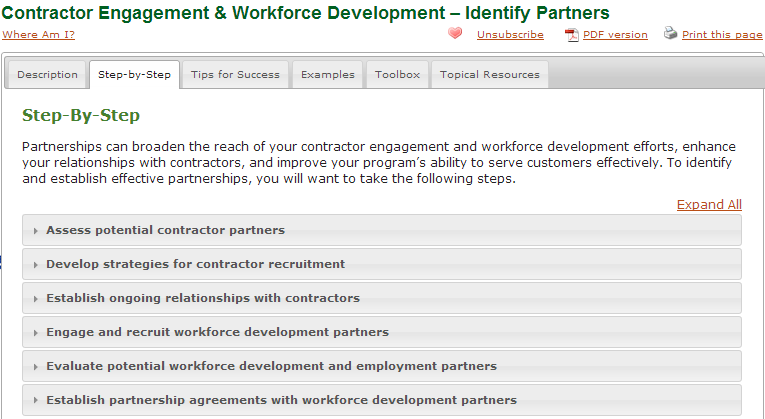 Contractor Engagement & Workforce Development – Identify Partners
Where Am I?
Unsubscribe
PDF version
Print this page
Description
Step-by-Step
Tips for Success
Examples
Toolbox
Topical Resources
Step-By-Step
Partnerships can broaden the reach of your contractor engagement and workforce development efforts, enhance
your relationships with contractors, and improve your program’s ability to serve customers effectively. To identify
and establish effective partnerships, you will want to take the following steps.
Expand All
Assess potential contractor partners
Develop strategies for contractor recruitment
Establish ongoing relationships with contractors
Engage and recruit workforce development partners
Evaluate potential workforce development and employment partners
Establish partnership agreements with workforce development partners